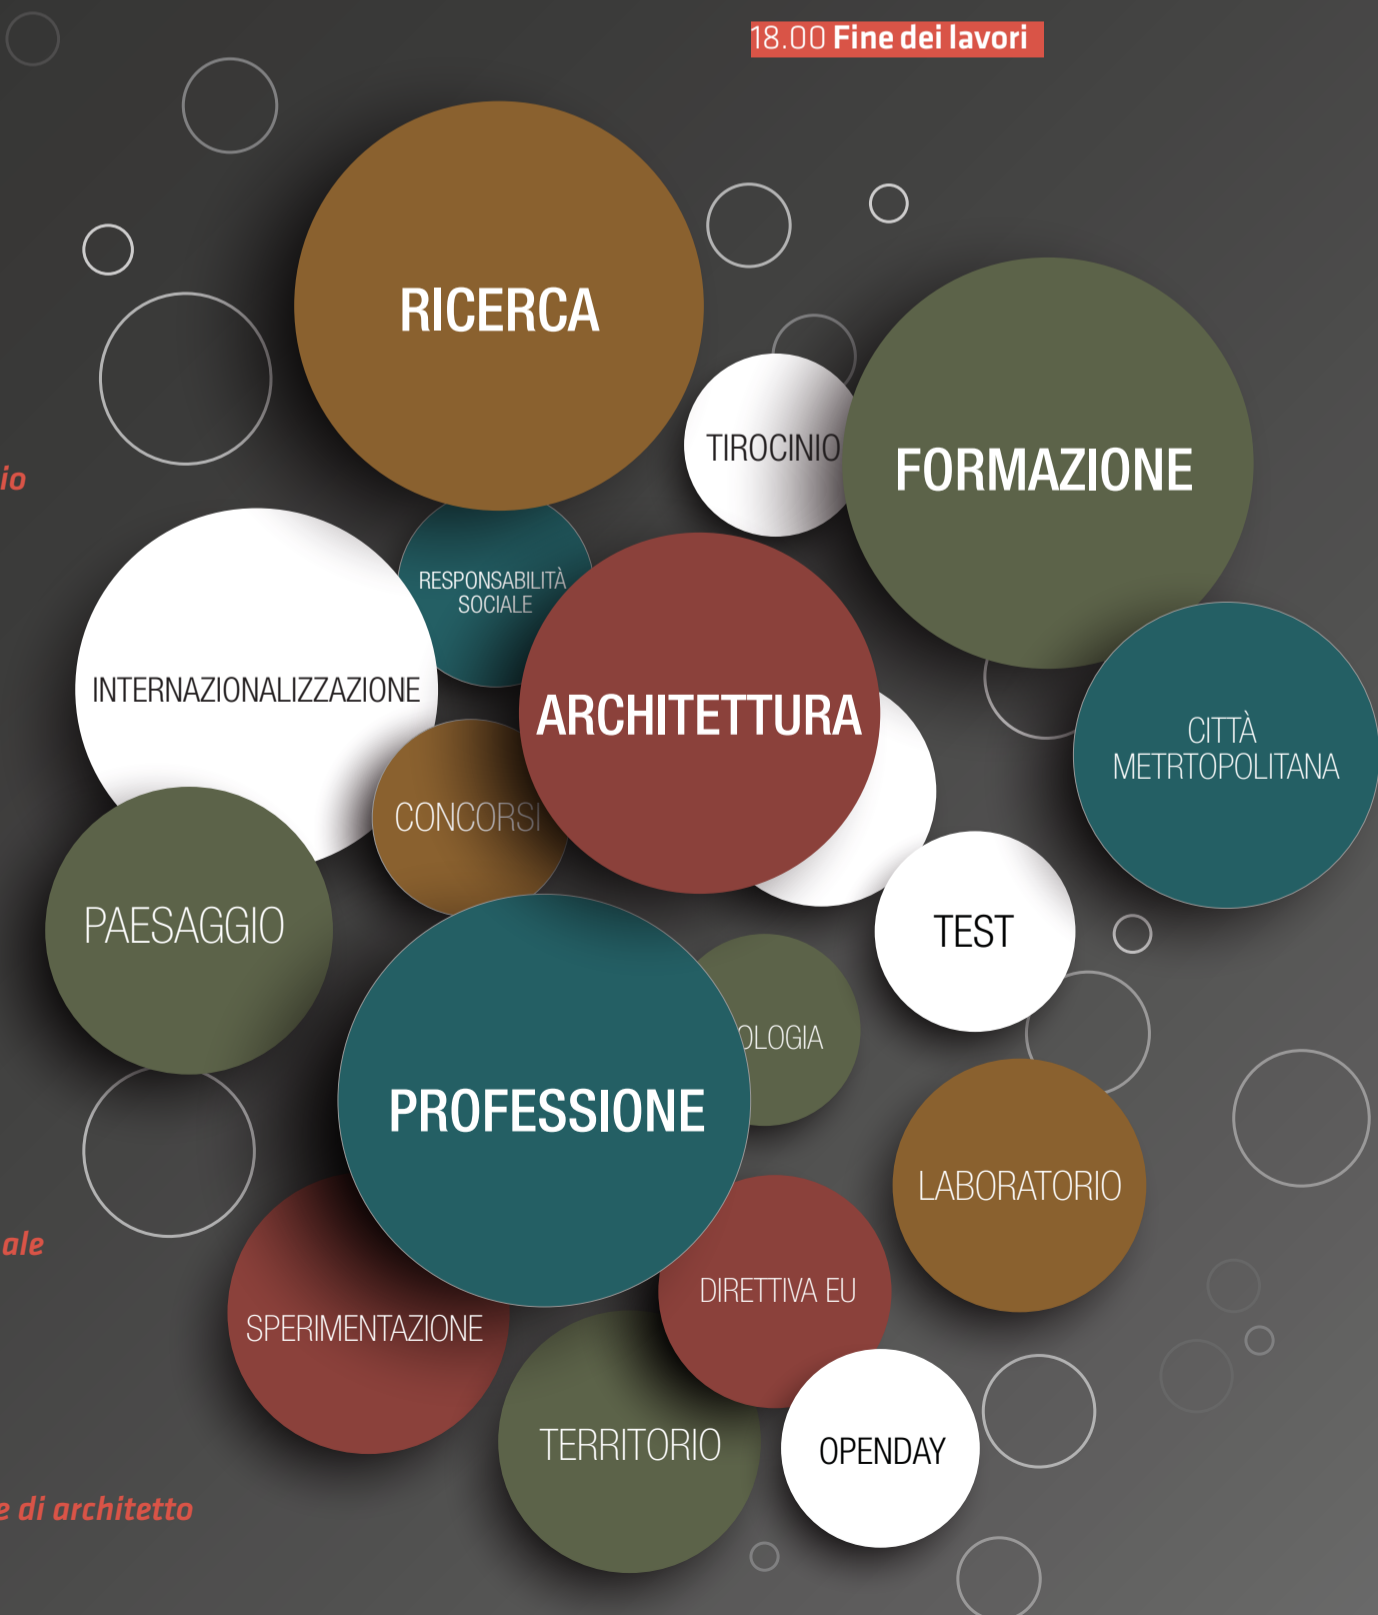 18.00 Fine dei lavori
RICERCA
TIROCINIO
FORMAZIONE
io
RESPONSABILITÀ
SOCIALE
INTERNAZIONALIZZAZIONE
ARCHITETTURA
CITTÀ
METRTOPOLITANA
CONCORSI
PAESAGGIO
TEST
OLOGIA
PROFESSIONE
LABORATORIO
ale
DIRETTIVA EU
SPERIMENTAZIONE
TERRITORIO
OPENDAY
e di architetto